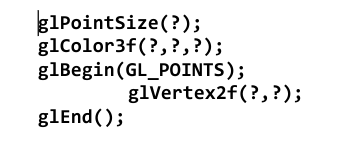 glPointSize(?);
glColor3f(?,?,?);
glBegin(GL_POINTS);
glVertex2f(?,?);
glEnd();